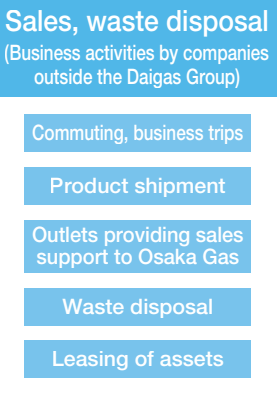 Sales, waste disposal
(Business activities by companies
outside the Daigas Group)
Commuting, business trips
Product shipment
Outlets providing sales
support to Osaka Gas
Waste disposal
Leasing of assets